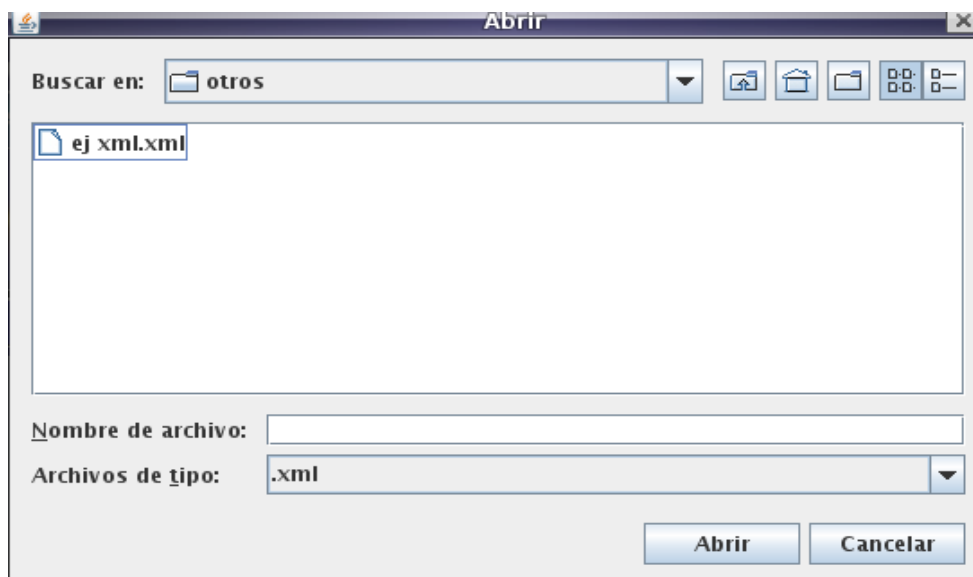 Abrir
Buscar en: otros
ej xml.xml
Nombre de archivo:
Archivos de tipo: .xml
Abrir Cancelar